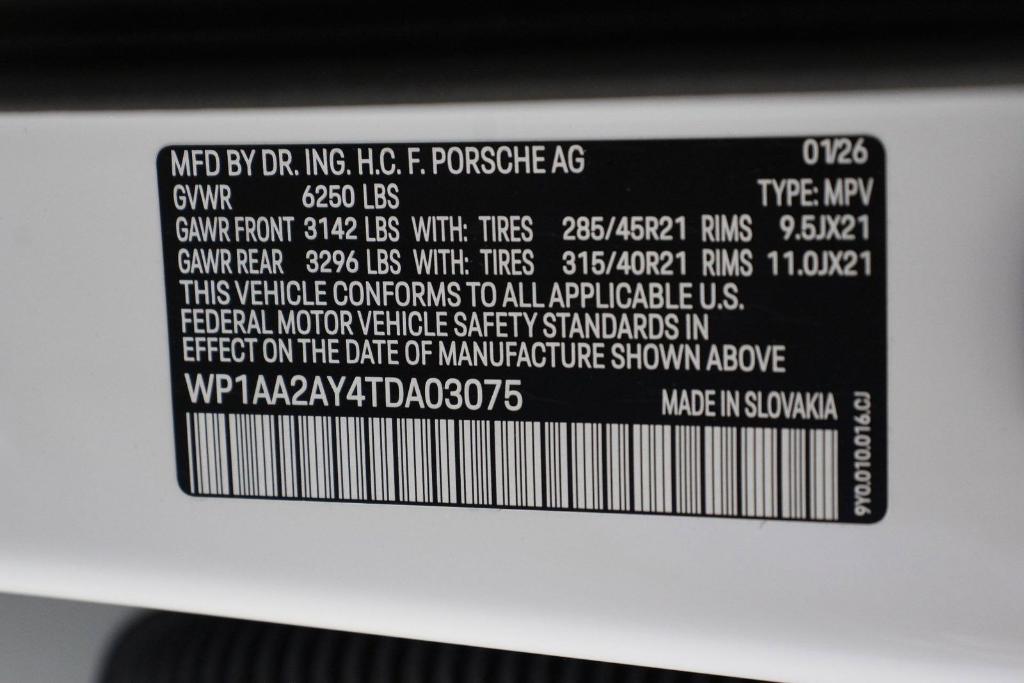 MFD BY DR. ING. H.C. F. PORSCHE AG 01/26
GVWR 6250 LBS TYPE: MPV
GAWR FRONT 3142 LBS WITH: TIRES 285/45R21 RIMS 9.5JX21
GAWR REAR 3296 LBS WITH: TIRES 315/40R21 RIMS 11.0JX21
THIS VEHICLE CONFORMS TO ALL APPLICABLE U.S.
FEDERAL MOTOR VEHICLE SAFETY STANDARDS IN
EFFECT ON THE DATE OF MANUFACTURE SHOWN ABOVE
WP1AA2AY4TDA03075 MADE IN SLOVAKIA
9Y0.010.016.CJ